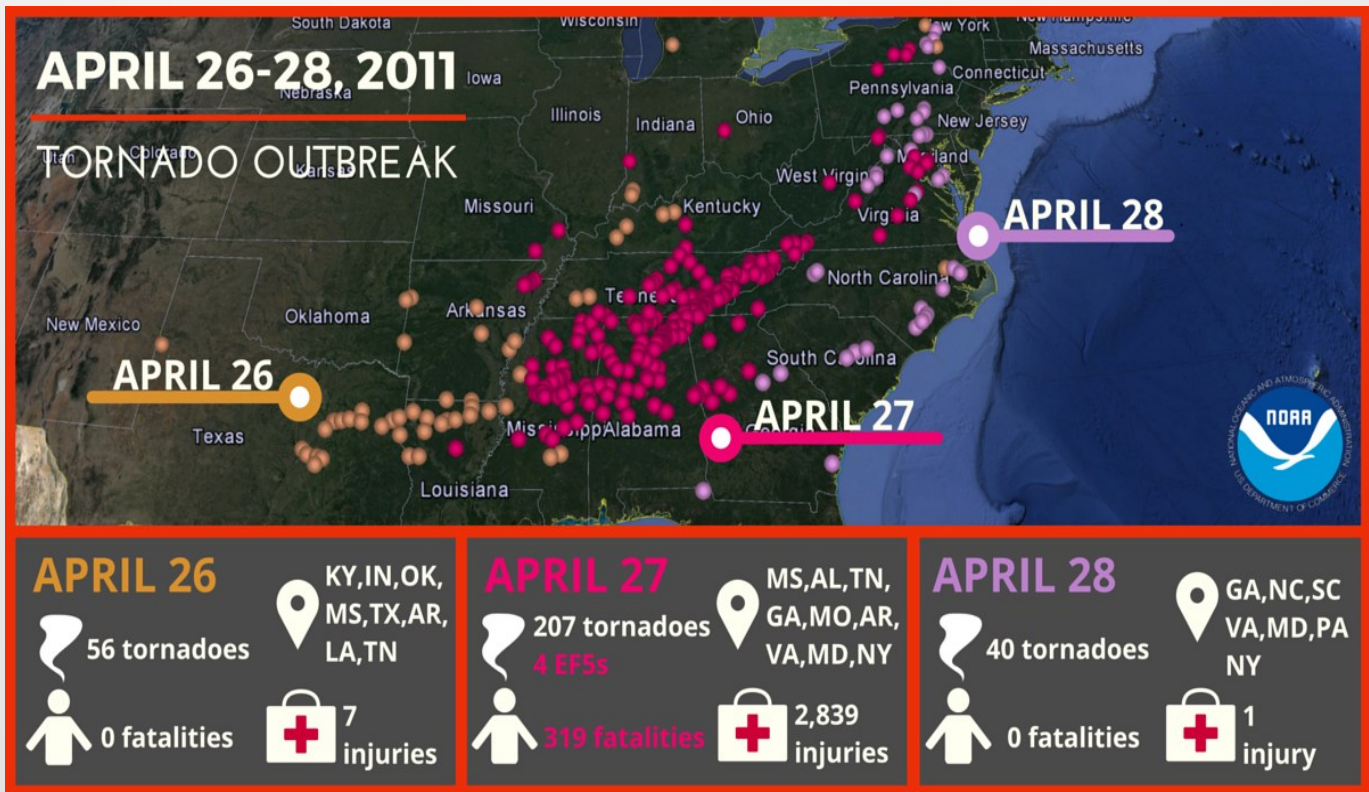 South Dakota
Wisconsin
New York
New Hampshire
Massachusetts
APRIL 26-28, 2011
Nebraska
Iowa
Pennsylvania
Connecticut
Illinois
Indiana
Ohio
New Jersey
Utah
Colorado
Kansas
TORNADO OUTBREAK
Maryland
West Virginia
Missouri
Kentucky
Virginia
APRIL 28
North Carolina
New Mexico
Oklahoma
Arkansas
South Carolina
APRIL 26
APRIL 27
Texas
Mississippi
Alabama
Georgia
Louisiana
NATIONAL OCEANIC AND ATMOSPHERIC ADMINISTRATION
NOAA
U.S. DEPARTMENT OF COMMERCE
APRIL 26
56 tornadoes
KY,IN,OK,
MS,TX,AR,
LA,TN
0 fatalities
7
injuries
APRIL 27
207 tornadoes
4 EF5s
MS,AL,TN,
GA,MO,AR,
VA,MD,NY
319 fatalities
2,839
injuries
APRIL 28
40 tornadoes
GA,NC,SC
VA,MD,PA
NY
0 fatalities
1
injury